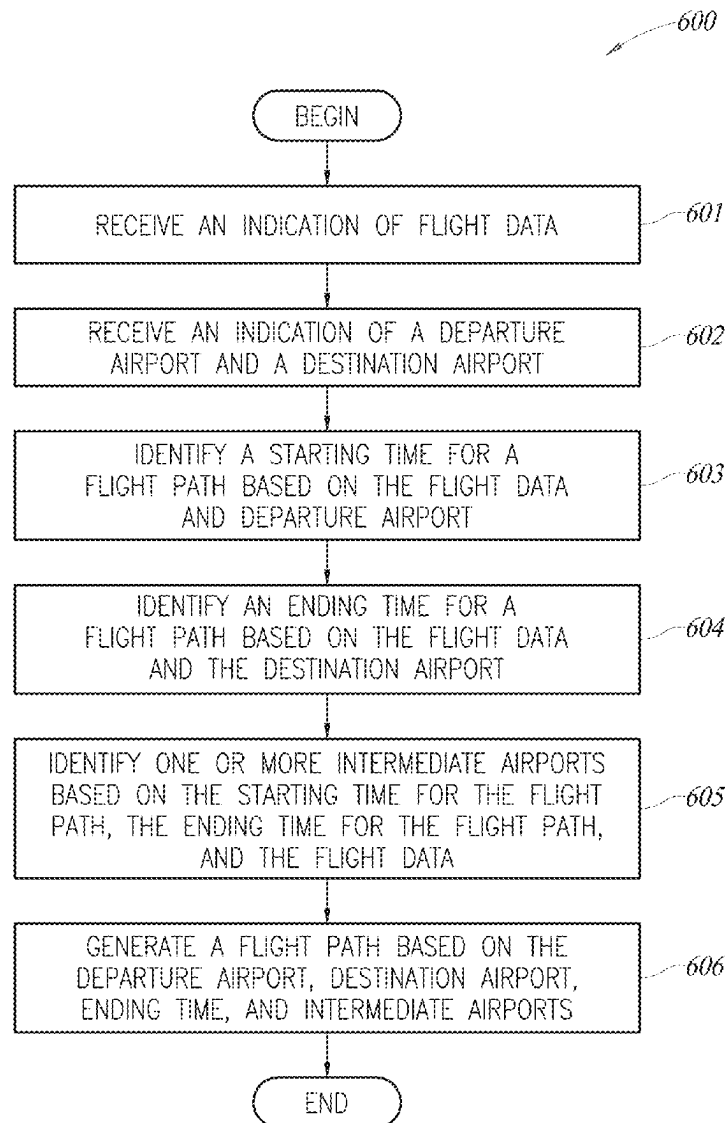 600
BEGIN
RECEIVE AN INDICATION OF FLIGHT DATA
601
RECEIVE AN INDICATION OF A DEPARTURE
AIRPORT AND A DESTINATION AIRPORT
602
IDENTIFY A STARTING TIME FOR A
FLIGHT PATH BASED ON THE FLIGHT DATA
AND DEPARTURE AIRPORT
603
IDENTIFY AN ENDING TIME FOR A
FLIGHT PATH BASED ON THE FLIGHT DATA
AND THE DESTINATION AIRPORT
604
IDENTIFY ONE OR MORE INTERMEDIATE AIRPORTS
BASED ON THE STARTING TIME FOR THE FLIGHT
PATH, THE ENDING TIME FOR THE FLIGHT PATH,
AND THE FLIGHT DATA
605
GENERATE A FLIGHT PATH BASED ON THE
DEPARTURE AIRPORT, DESTINATION AIRPORT,
ENDING TIME, AND INTERMEDIATE AIRPORTS
606
END